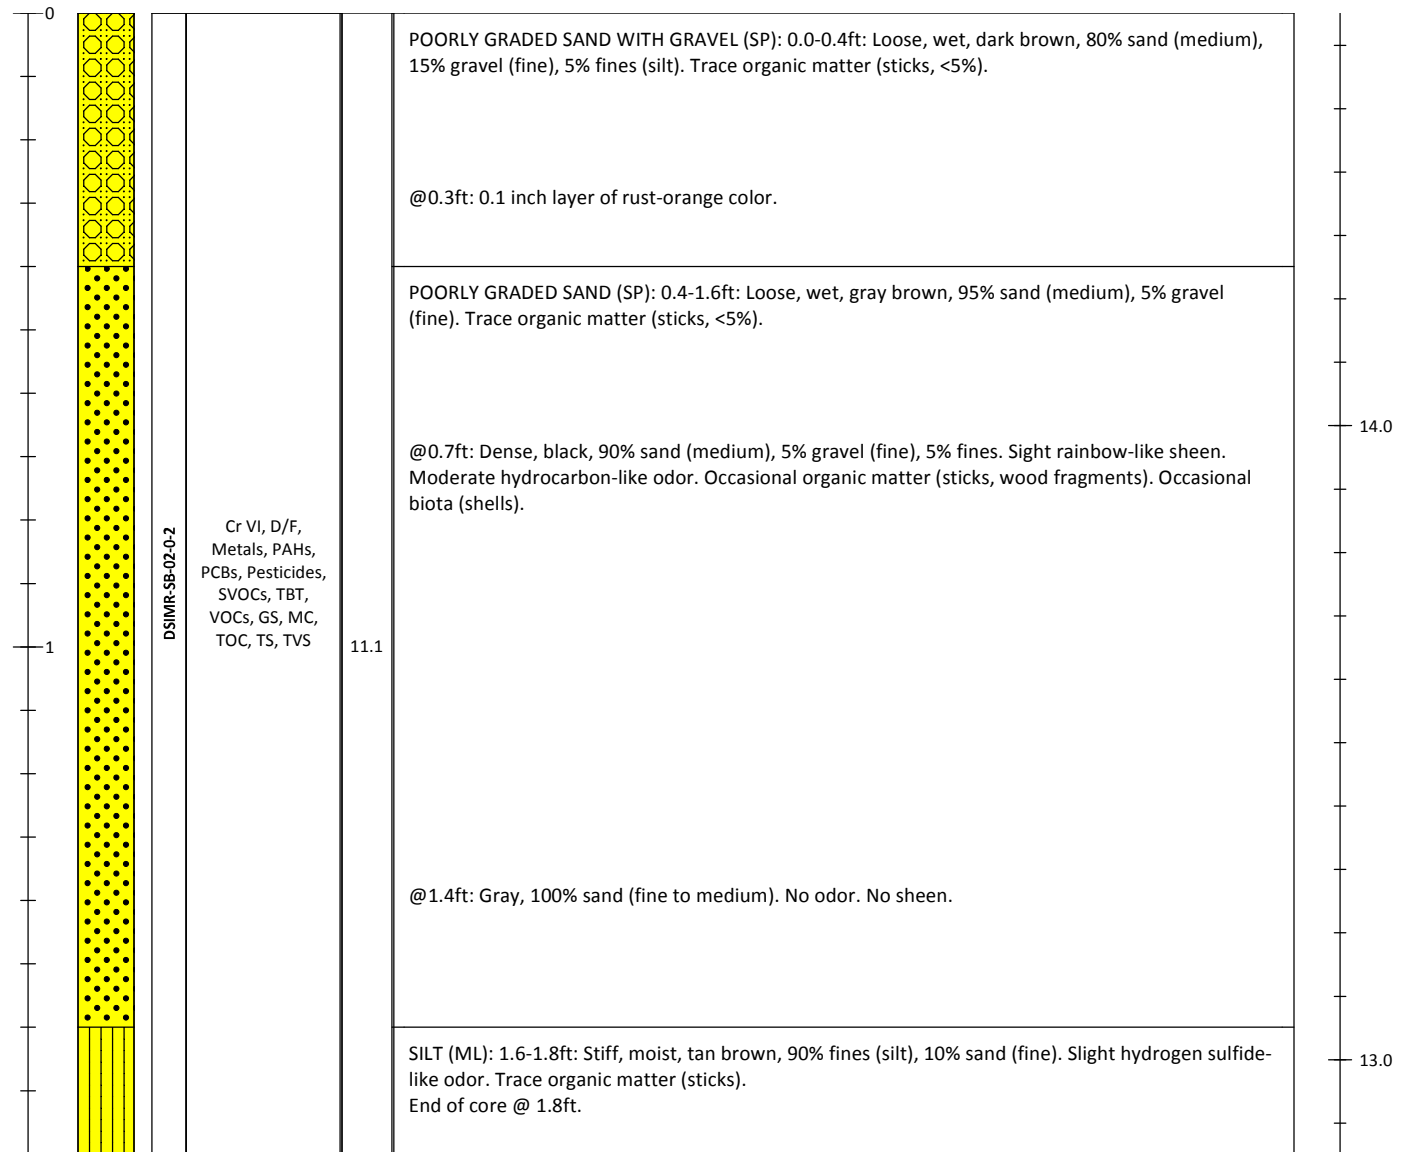 0
POORLY GRADED SAND WITH GRAVEL (SP): 0.0-0.4ft: Loose, wet, dark brown, 80% sand (medium),
15% gravel (fine), 5% fines (silt). Trace organic matter (sticks, <5%).
@0.3ft: 0.1 inch layer of rust-orange color.
POORLY GRADED SAND (SP): 0.4-1.6ft: Loose, wet, gray brown, 95% sand (medium), 5% gravel
(fine). Trace organic matter (sticks, <5%).
14.0
@0.7ft: Dense, black, 90% sand (medium), 5% gravel (fine), 5% fines. Sight rainbow-like sheen.
Moderate hydrocarbon-like odor. Occasional organic matter (sticks, wood fragments). Occasional
biota (shells).
DSIMR-SB-02-0-2
Cr VI, D/F,
Metals, PAHs,
PCBs, Pesticides,
SVOCs, TBT,
VOCs, GS, MC,
TOC, TS, TVS
1
11.1
@1.4ft: Gray, 100% sand (fine to medium). No odor. No sheen.
SILT (ML): 1.6-1.8ft: Stiff, moist, tan brown, 90% fines (silt), 10% sand (fine). Slight hydrogen sulfide-
like odor. Trace organic matter (sticks).
End of core @ 1.8ft.
13.0